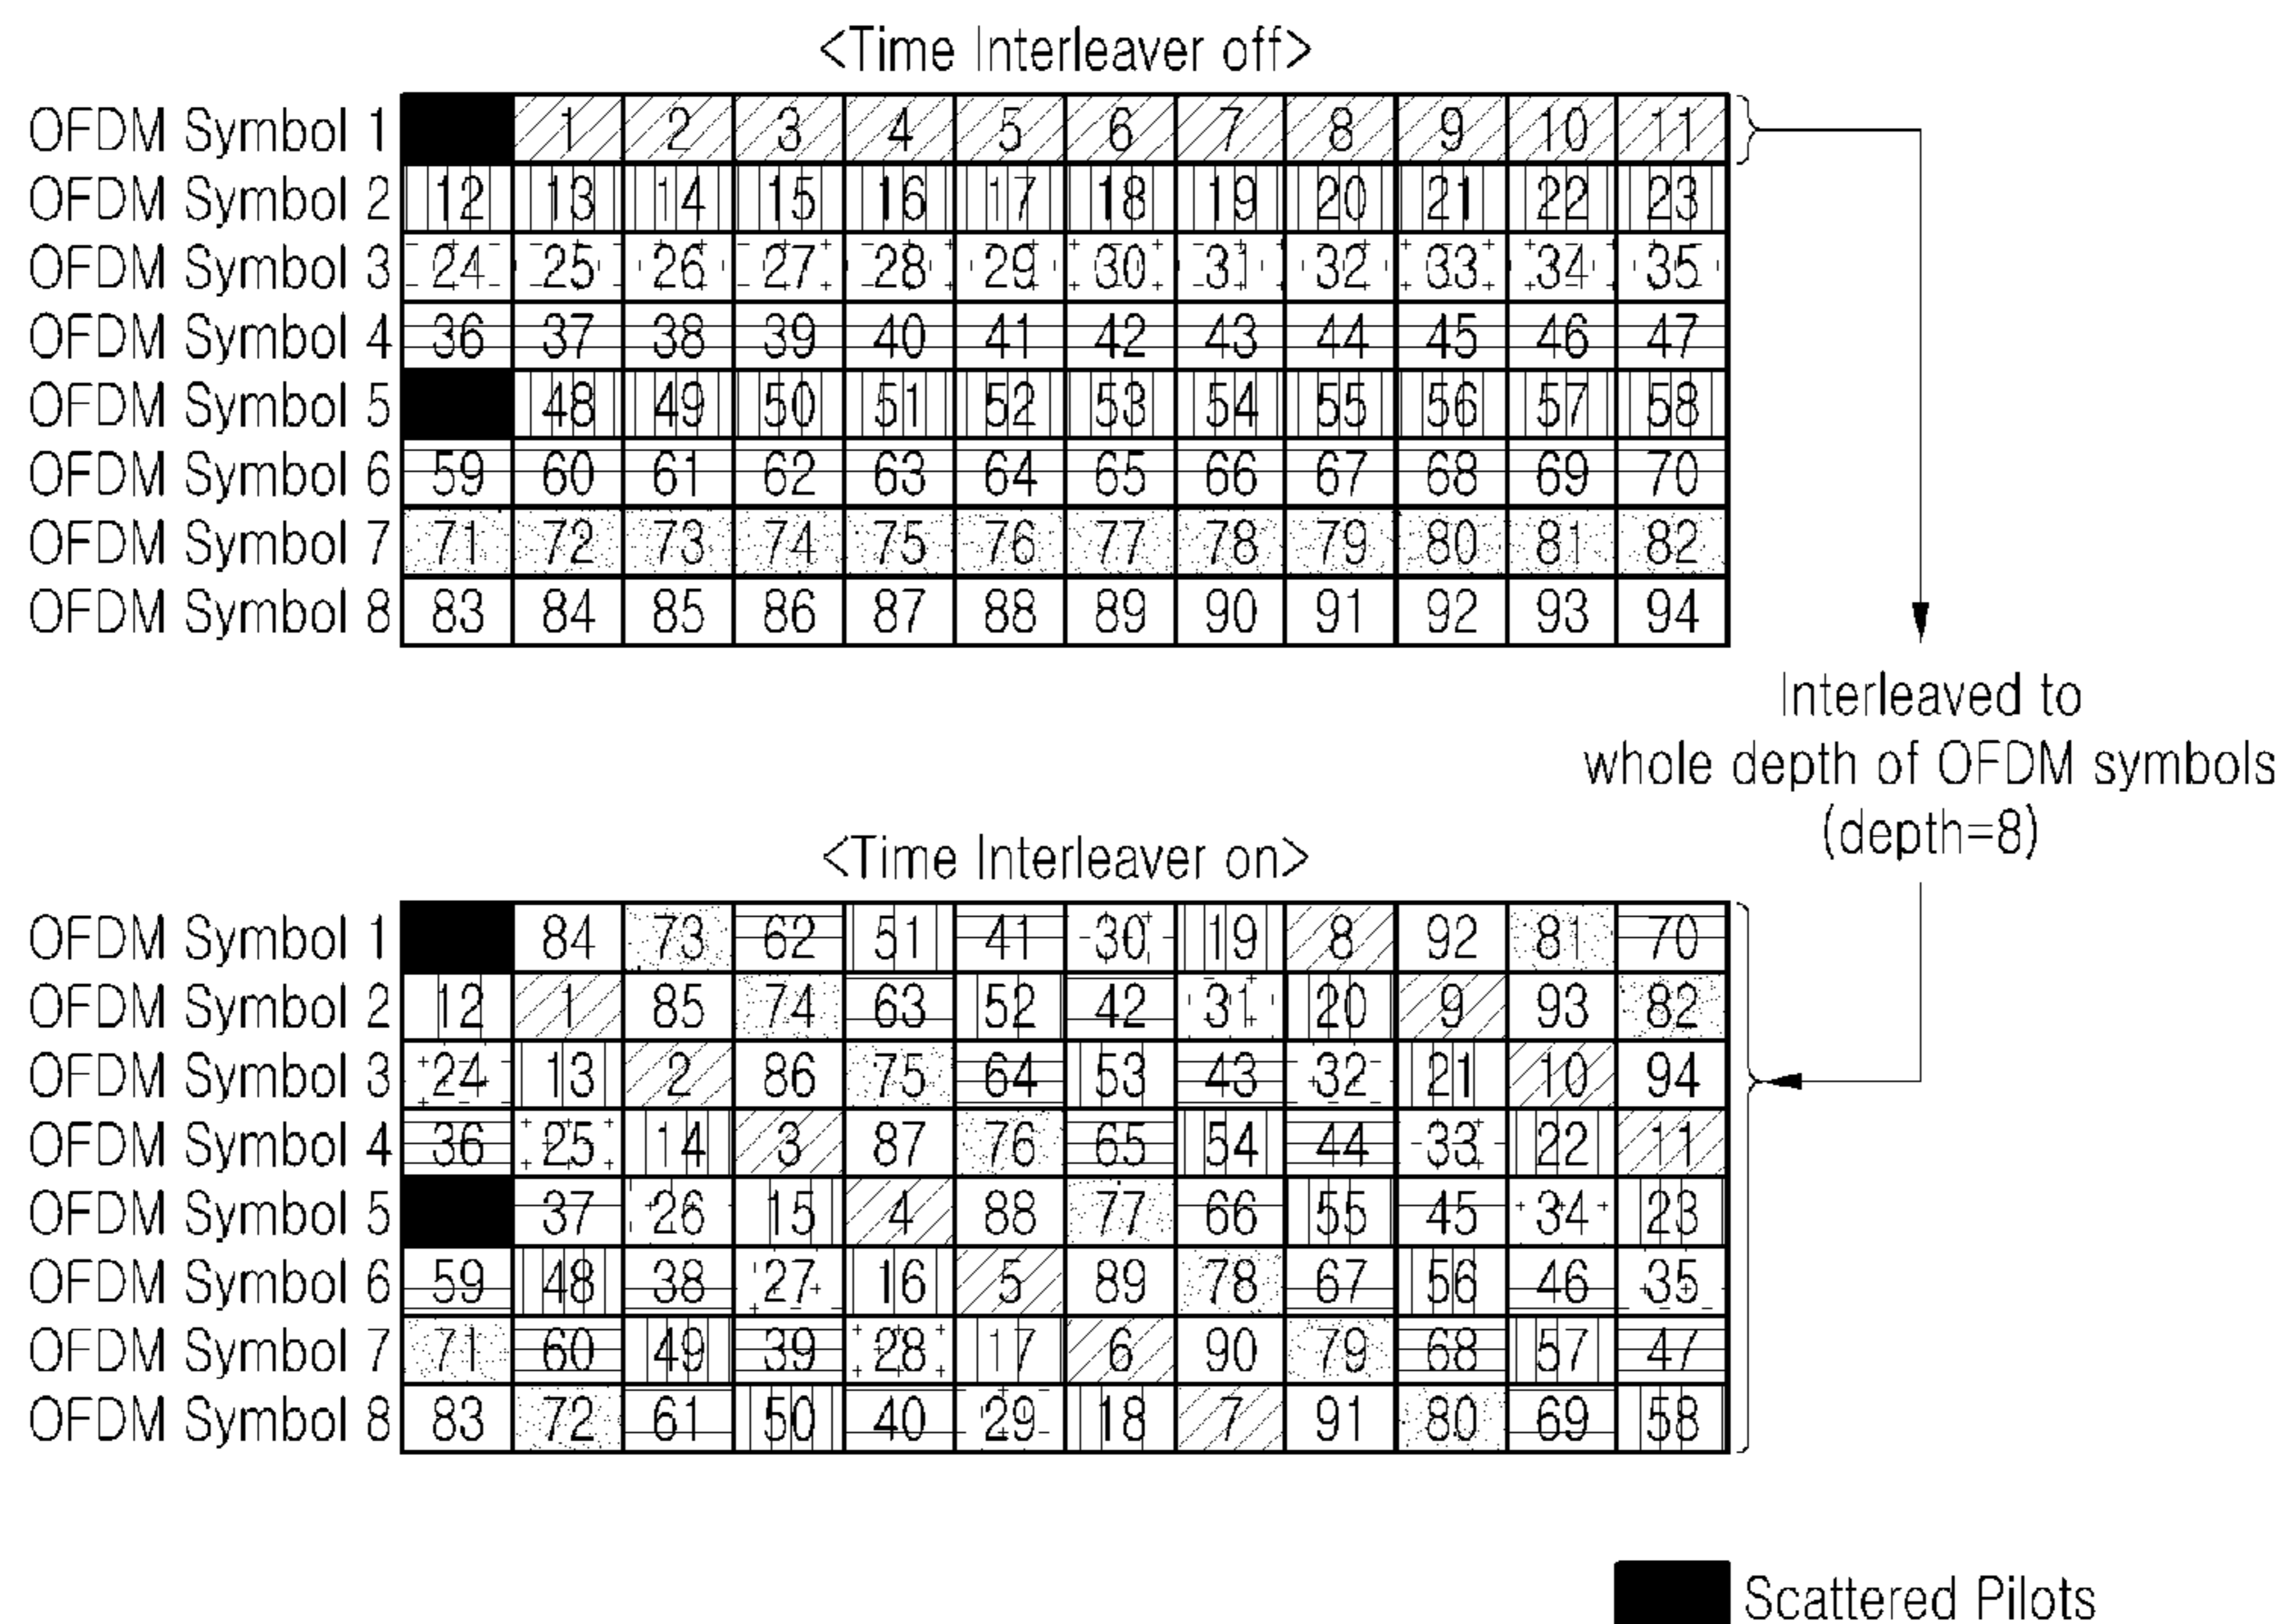 <Time Interleaver off>
OFDM Symbol 1 1 2 3 4 5 6 7 8 9 10 11
OFDM Symbol 2 12 13 14 15 16 17 18 19 20 21 22 23
OFDM Symbol 3 24 25 26 27 28 29 30 31 32 33 34 35
OFDM Symbol 4 36 37 38 39 40 41 42 43 44 45 46 47
OFDM Symbol 5 48 49 50 51 52 53 54 55 56 57 58
OFDM Symbol 6 59 60 61 62 63 64 65 66 67 68 69 70
OFDM Symbol 7 71 72 73 74 75 76 77 78 79 80 81 82
OFDM Symbol 8 83 84 85 86 87 88 89 90 91 92 93 94
Interleaved to
whole depth of OFDM symbols
(depth=8)
<Time Interleaver on>
OFDM Symbol 1 84 73 62 51 41 30 19 8 92 81 70
OFDM Symbol 2 12 1 85 74 63 52 42 31 20 9 93 82
OFDM Symbol 3 24 13 2 86 75 64 53 43 32 21 10 94
OFDM Symbol 4 36 25 14 3 87 76 65 54 44 33 22 11
OFDM Symbol 5 37 26 15 4 88 77 66 55 45 34 23
OFDM Symbol 6 59 48 38 27 16 5 89 78 67 56 46 35
OFDM Symbol 7 71 60 49 39 28 17 6 90 79 68 57 47
OFDM Symbol 8 83 72 61 50 40 29 18 7 91 80 69 58
Scattered Pilots